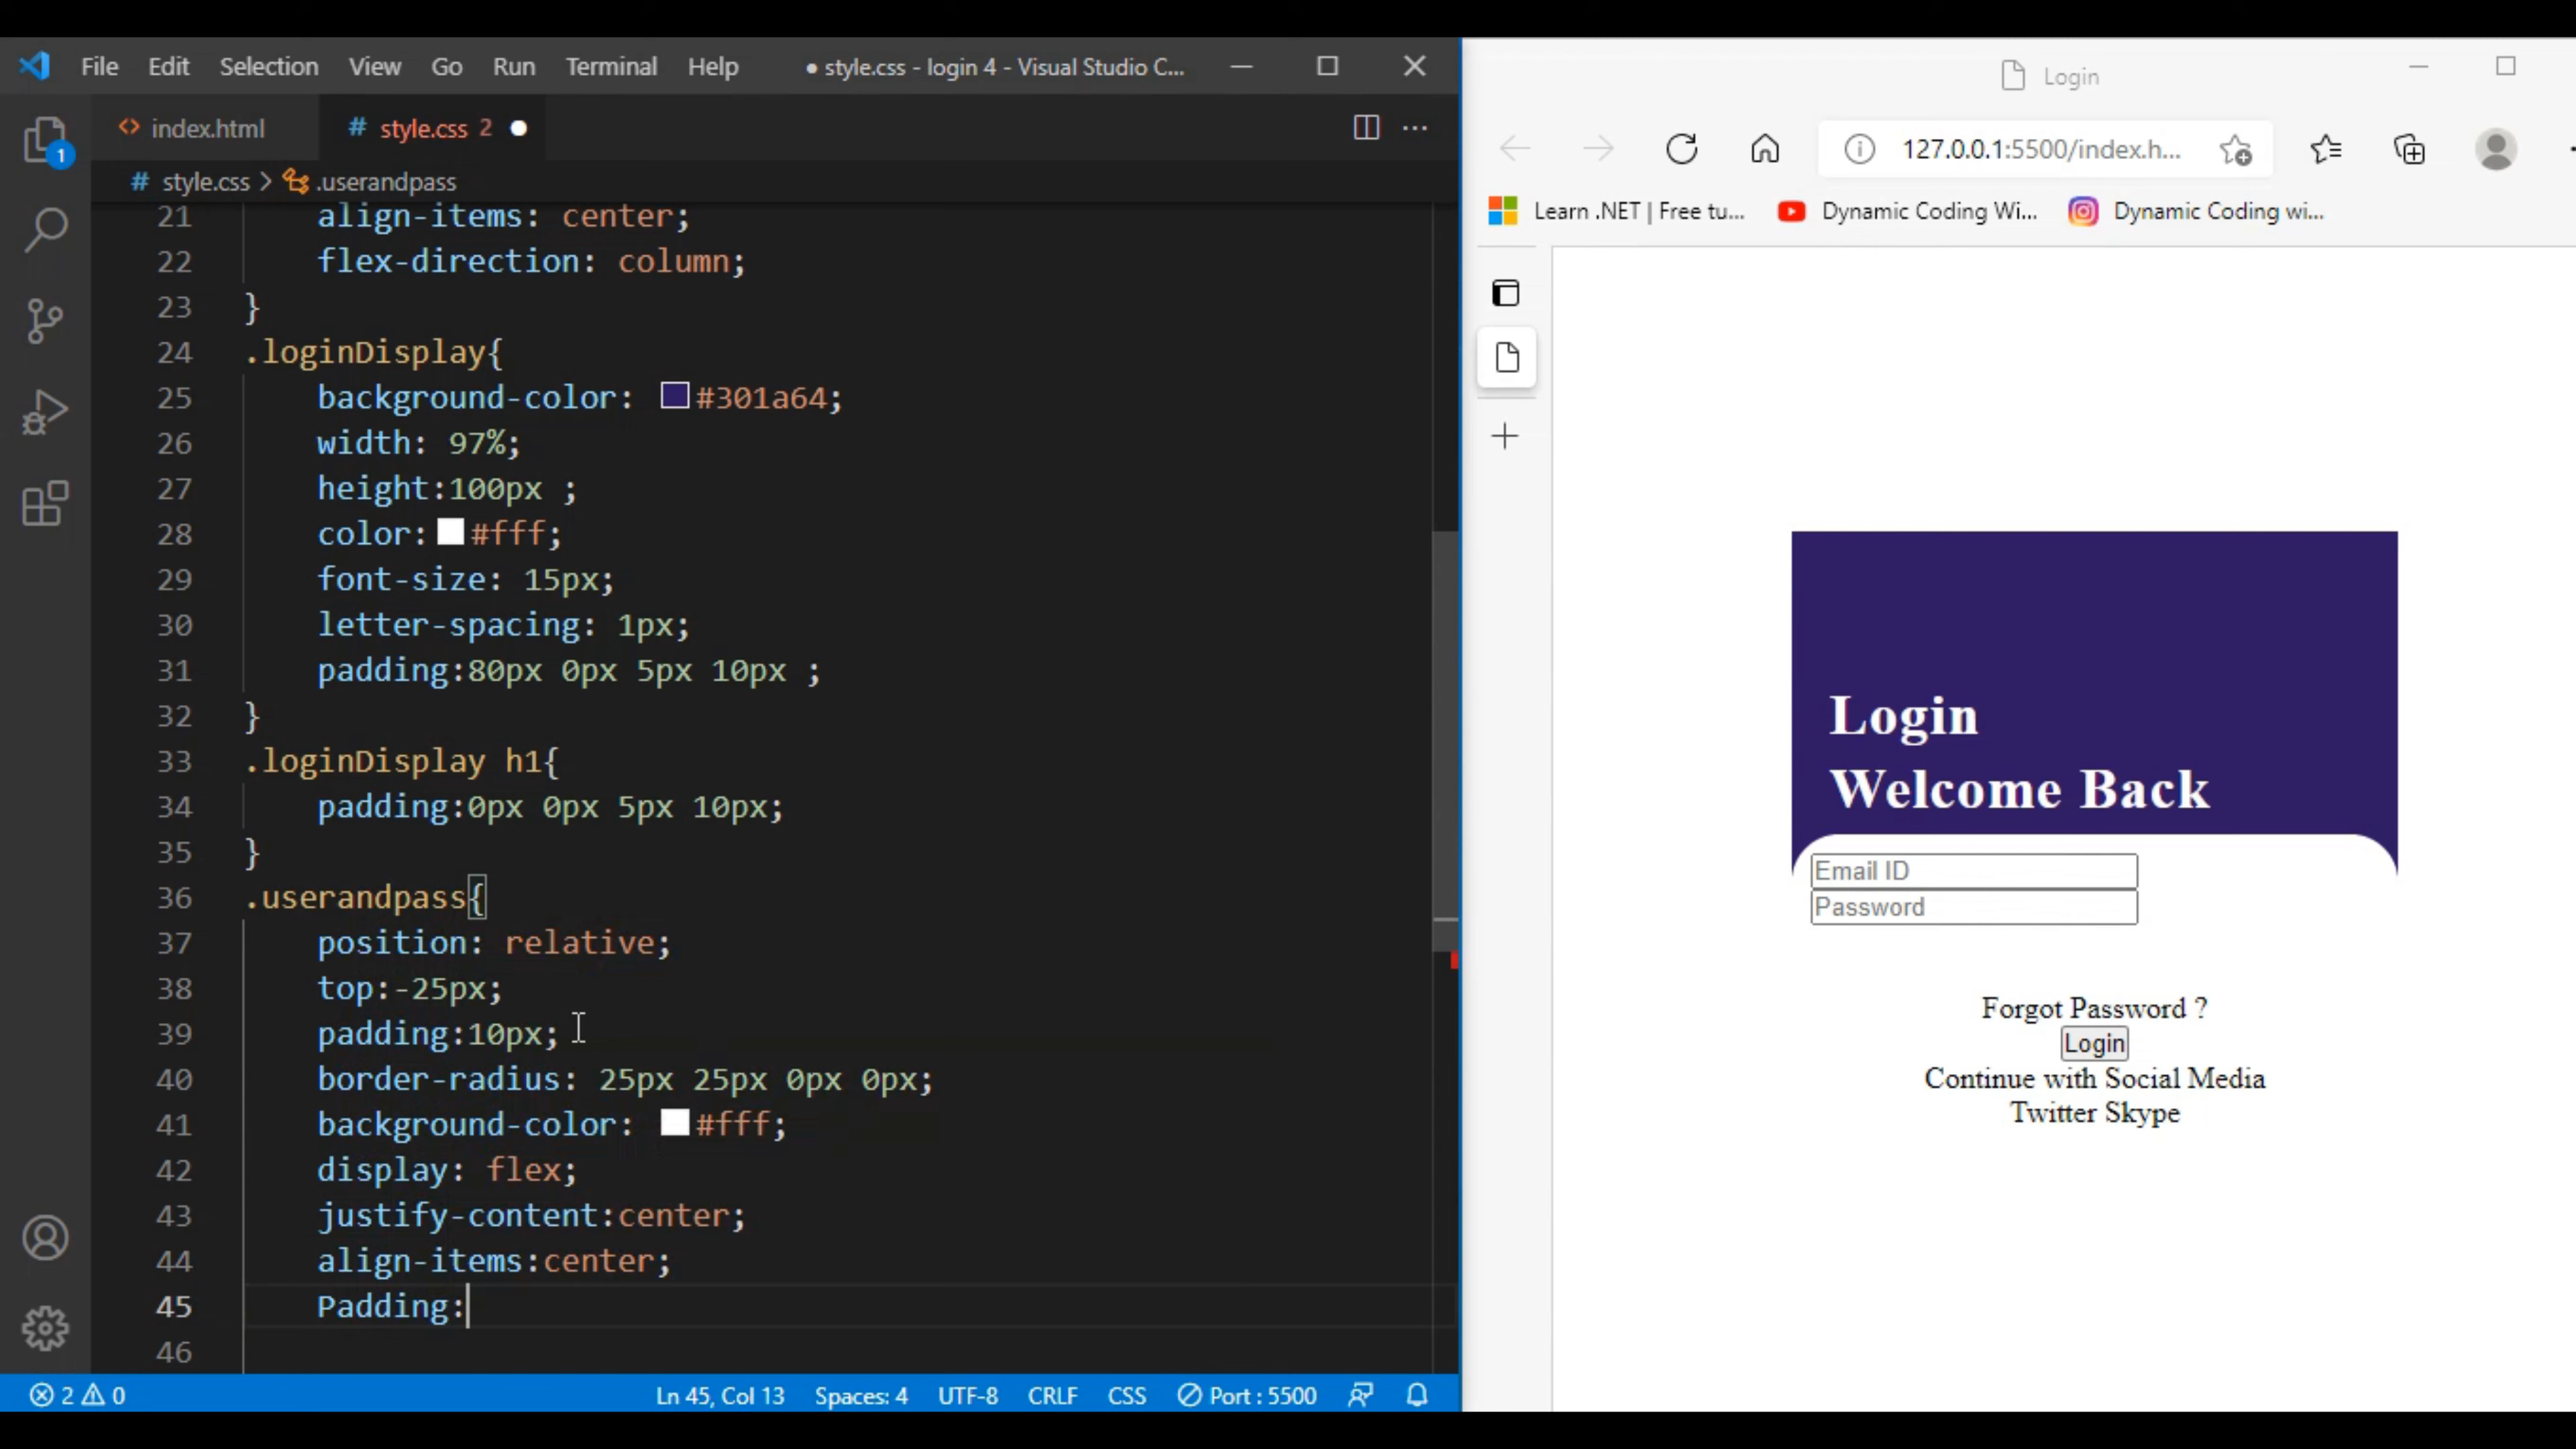 File Edit Selection View Go Run Terminal Help ● style.css - login 4 - Visual Studio C...
index.html # style.css 2
# style.css > .userandpass
21 align-items: center;
22 flex-direction: column;
23 }
24 .loginDisplay{
25 background-color: #301a64;
26 width: 97%;
27 height:100px ;
28 color: #fff;
29 font-size: 15px;
30 letter-spacing: 1px;
31 padding:80px 0px 5px 10px ;
32 }
33 .loginDisplay h1{
34 padding:0px 0px 5px 10px;
35 }
36 .userandpass{
37 position: relative;
38 top:-25px;
39 padding:10px;
40 border-radius: 25px 25px 0px 0px;
41 background-color: #fff;
42 display: flex;
43 justify-content:center;
44 align-items:center;
45 Padding:
46
1
2 0 Ln 45, Col 13 Spaces: 4 UTF-8 CRLF CSS Port : 5500
Login
127.0.0.1:5500/index.h...
Learn .NET | Free tu... Dynamic Coding Wi... Dynamic Coding wi...
Login
Welcome Back
Email ID
Password
Forgot Password ?
Login
Continue with Social Media
Twitter Skype